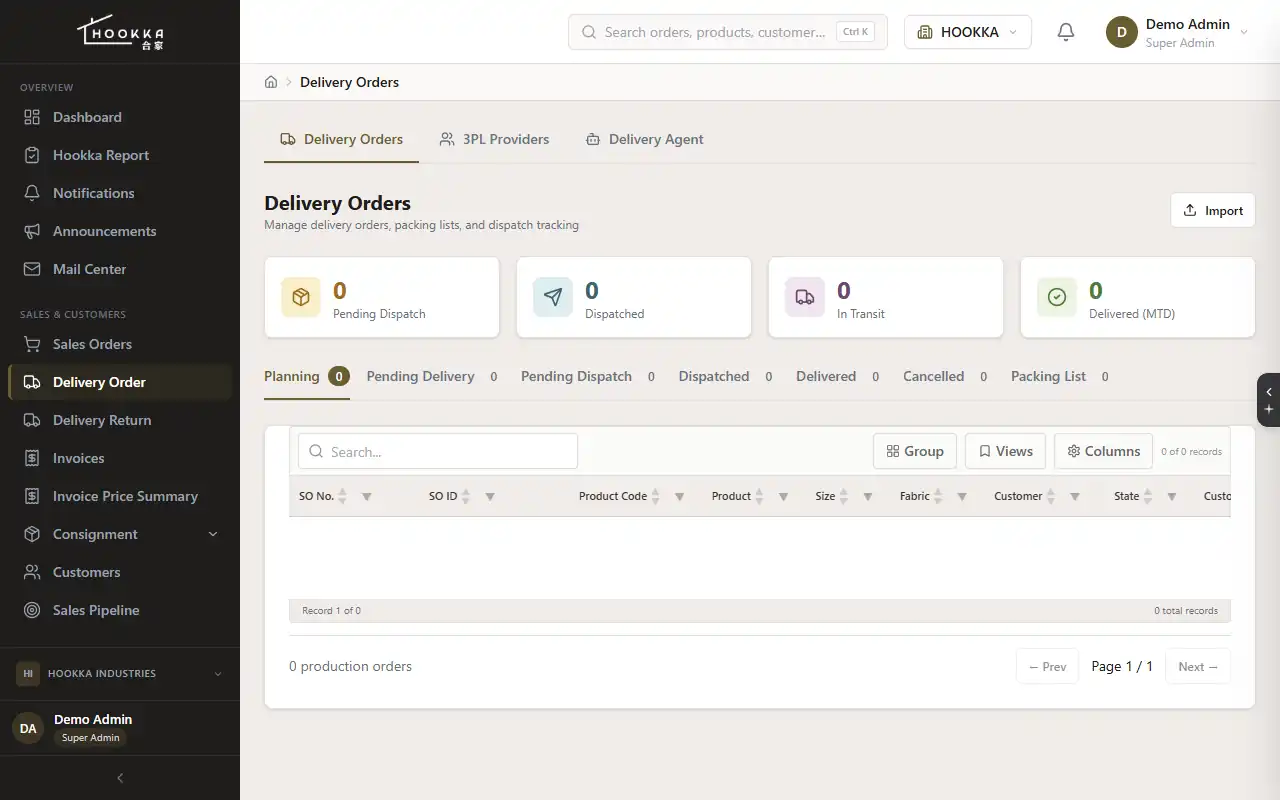 HOOKKA
合家
Search orders, products, customer... Ctrl K
HOOKKA
D
Demo Admin
Super Admin
Delivery Orders
OVERVIEW
Dashboard
Hookka Report
Notifications
Announcements
Mail Center
SALES & CUSTOMERS
Sales Orders
Delivery Order
Delivery Return
Invoices
Invoice Price Summary
Consignment
Customers
Sales Pipeline
HI HOOKKA INDUSTRIES
DA
Demo Admin
Super Admin
Delivery Orders 3PL Providers Delivery Agent
Delivery Orders
Manage delivery orders, packing lists, and dispatch tracking
Import
0
Pending Dispatch
0
Dispatched
0
In Transit
0
Delivered (MTD)
Planning 0 Pending Delivery 0 Pending Dispatch 0 Dispatched 0 Delivered 0 Cancelled 0 Packing List 0
Search... Group Views Columns 0 of 0 records
SO No. SO ID Product Code Product Size Fabric Customer State Custo
Record 1 of 0 0 total records
0 production orders ← Prev Page 1 / 1 Next →